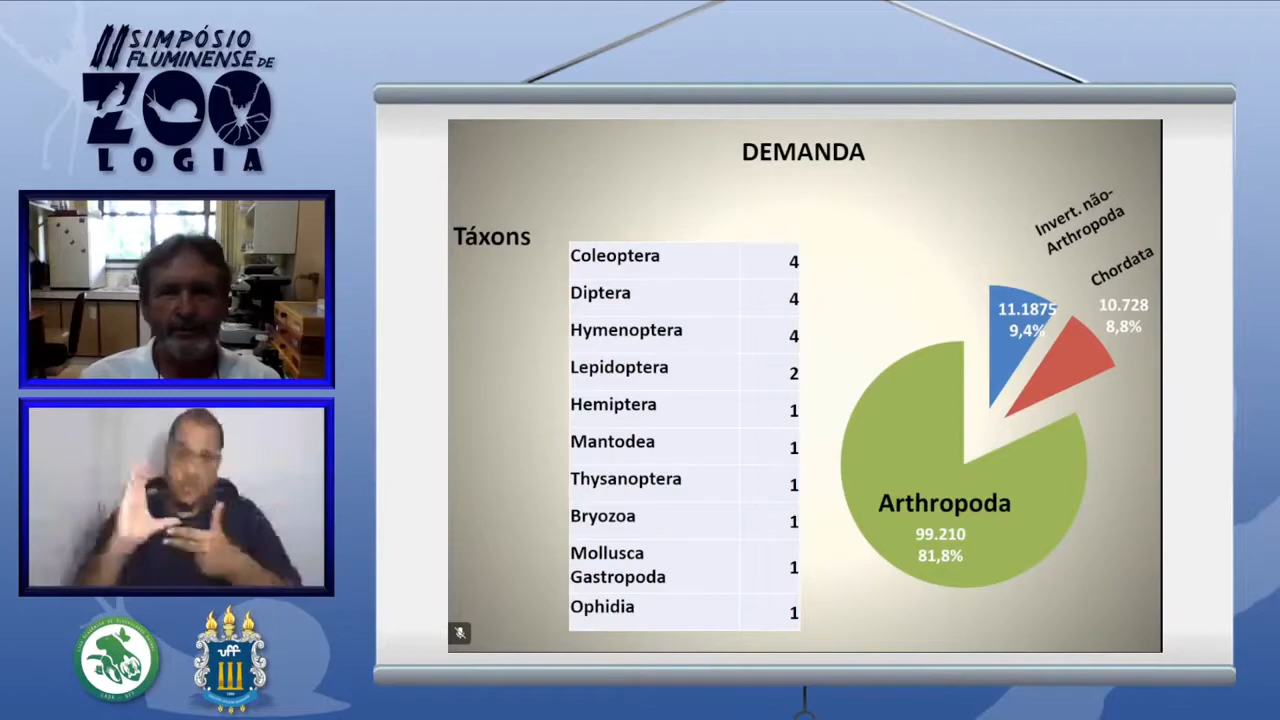 II SIMPÓSIO
FLUMINENSE DE
ZOO
LOGIA
DEMANDA
Táxons
Coleoptera 4
Diptera 4
Hymenoptera 4
Lepidoptera 2
Hemiptera 1
Mantodea 1
Thysanoptera 1
Bryozoa 1
Mollusca
Gastropoda 1
Ophidia 1
Invert. não-
Arthropoda
Chordata
11.1875
9,4%
10.728
8,8%
Arthropoda
99.210
81,8%
uff